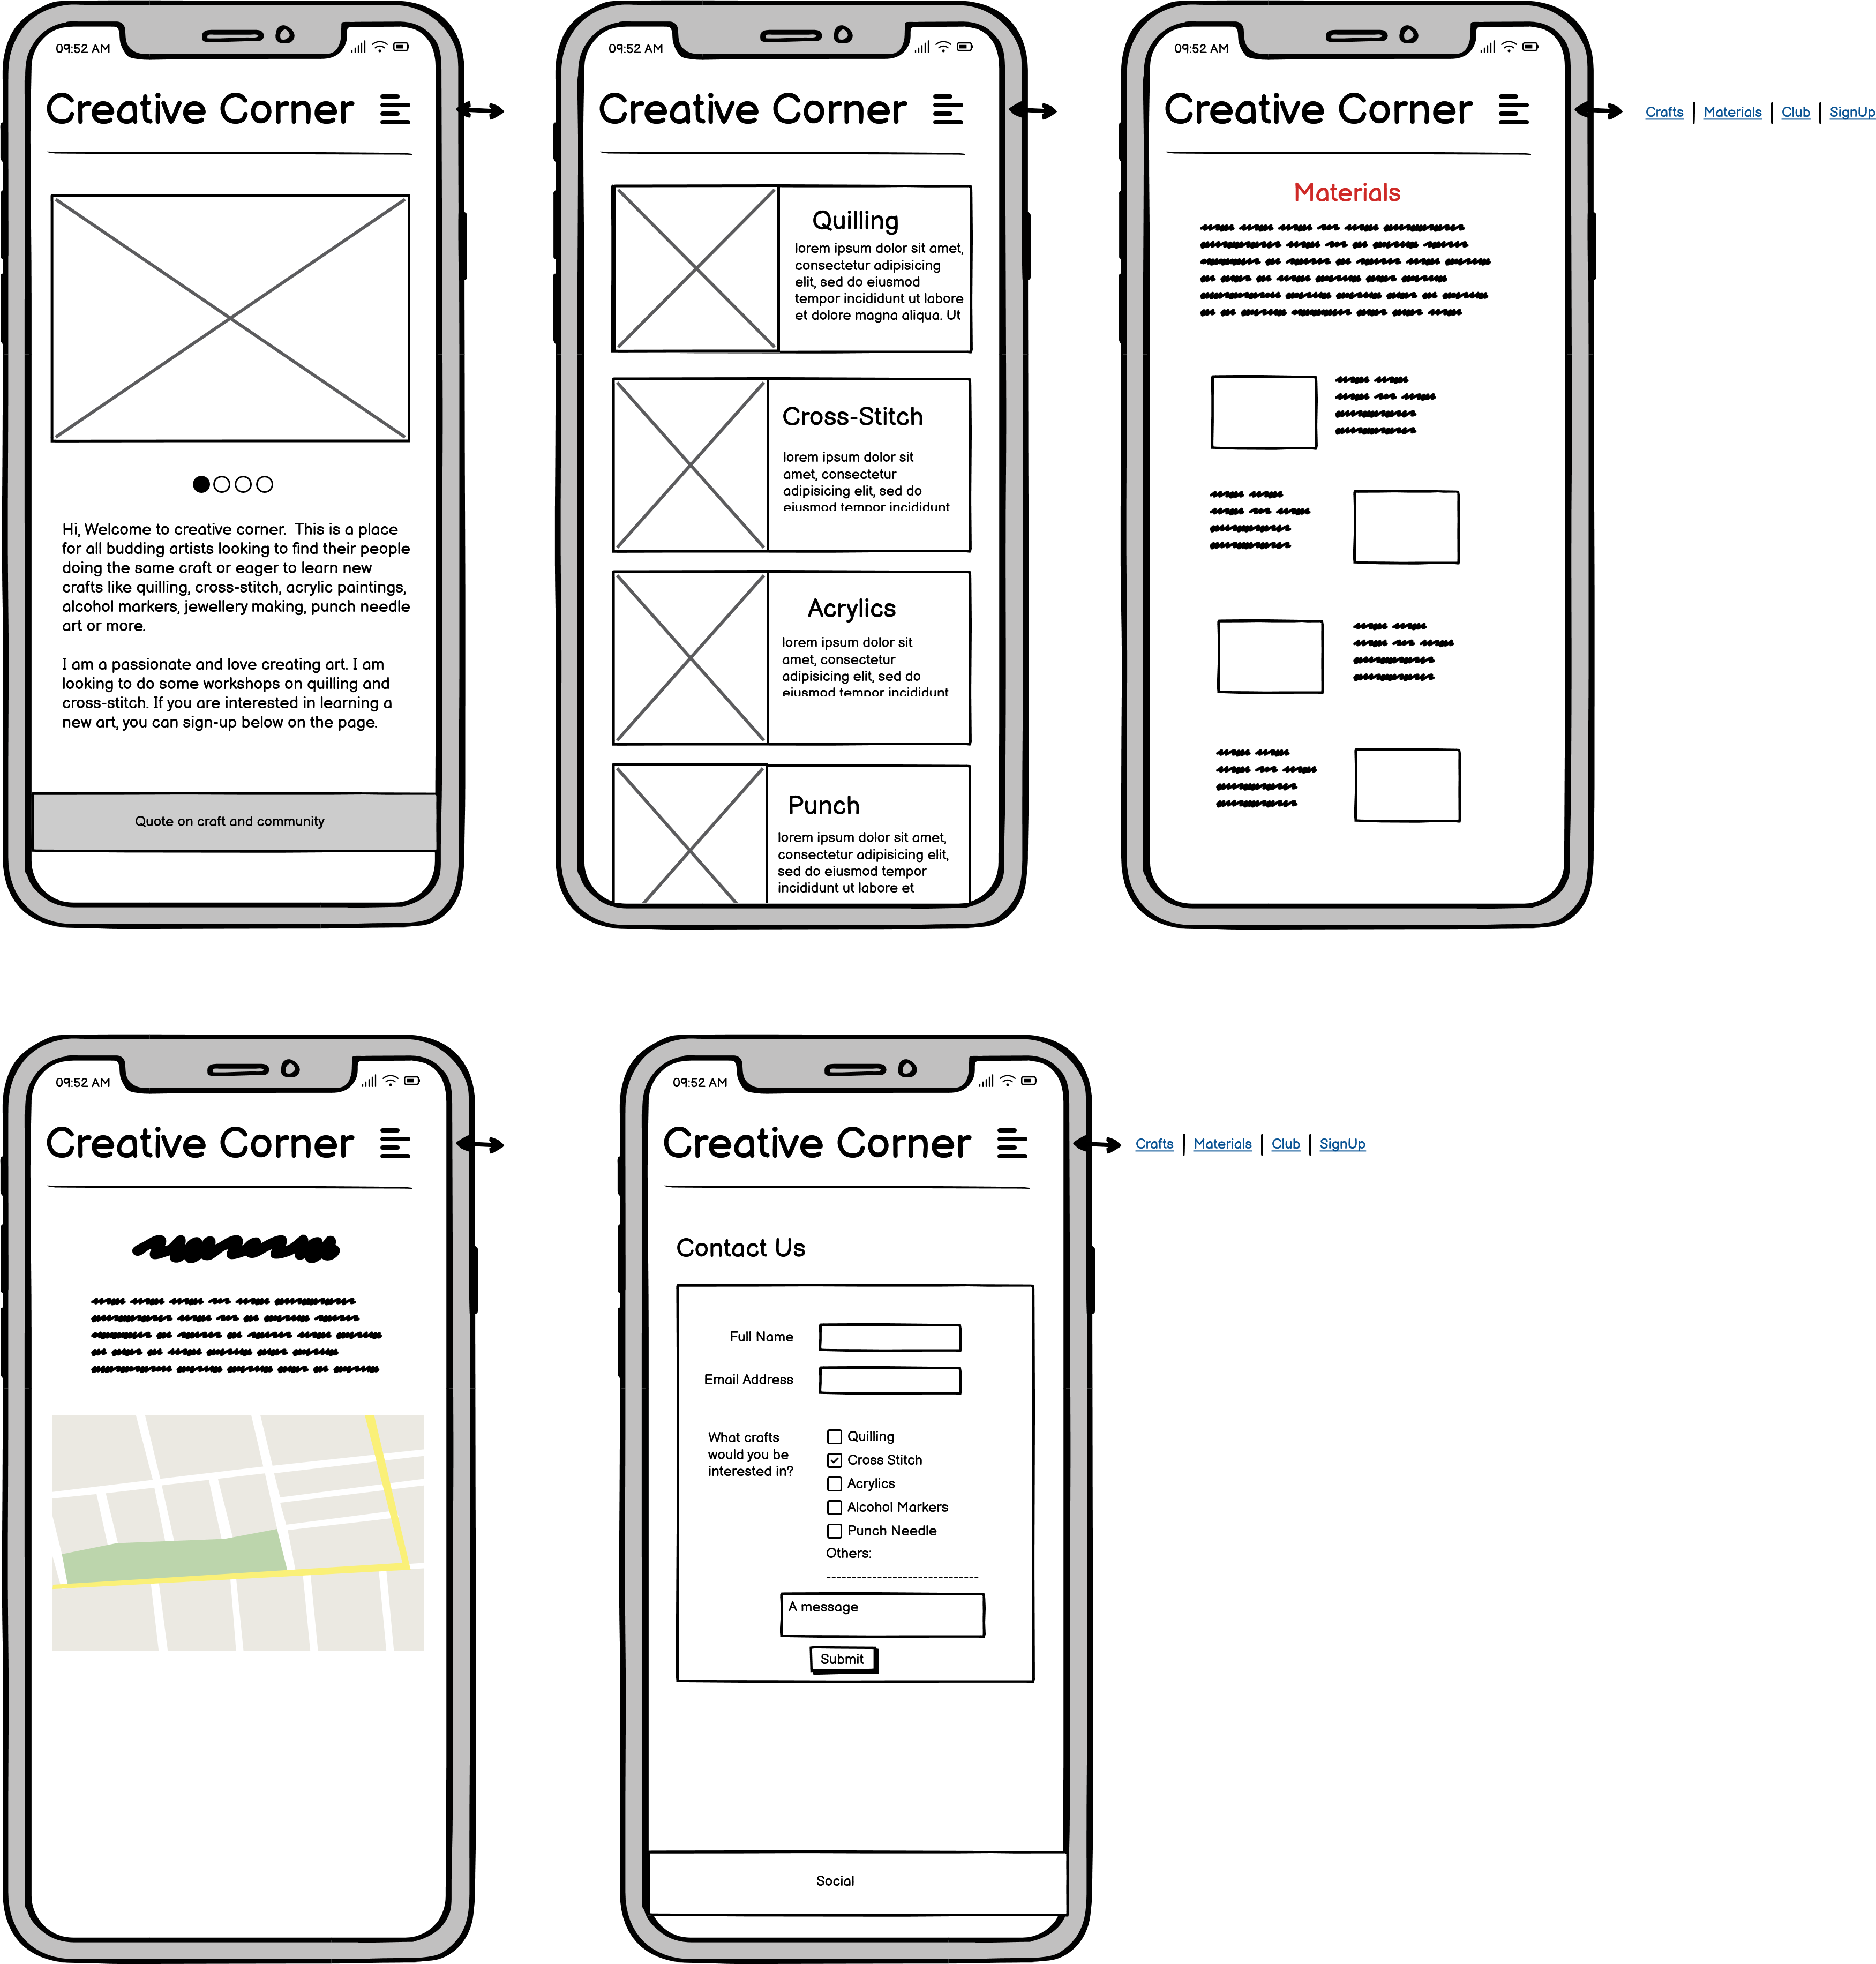 09:52 AM
Creative Corner
Hi, Welcome to creative corner.  This is a place
for all budding artists looking to find their people
doing the same craft or eager to learn new
crafts like quilling, cross-stitch, acrylic paintings,
alcohol markers, jewellery making, punch needle
art or more.
I am a passionate and love creating art. I am
looking to do some workshops on quilling and
cross-stitch. If you are interested in learning a
new art, you can sign-up below on the page.
Quote on craft and community
09:52 AM
Creative Corner
Quilling
lorem ipsum dolor sit amet,
consectetur adipisicing
elit, sed do eiusmod
tempor incididunt ut labore
et dolore magna aliqua. Ut
Cross-Stitch
lorem ipsum dolor sit
amet, consectetur
adipisicing elit, sed do
eiusmod tempor incididunt
Acrylics
lorem ipsum dolor sit
amet, consectetur
adipisicing elit, sed do
eiusmod tempor incididunt
Punch
lorem ipsum dolor sit amet,
consectetur adipisicing elit,
sed do eiusmod tempor
incididunt ut labore et
09:52 AM
Creative Corner
Crafts | Materials | Club | SignUp
Materials
09:52 AM
Creative Corner
09:52 AM
Creative Corner
Crafts | Materials | Club | SignUp
Contact Us
Full Name
Email Address
What crafts
would you be
interested in?
Quilling
Cross Stitch
Acrylics
Alcohol Markers
Punch Needle
Others:
A message
Submit
Social